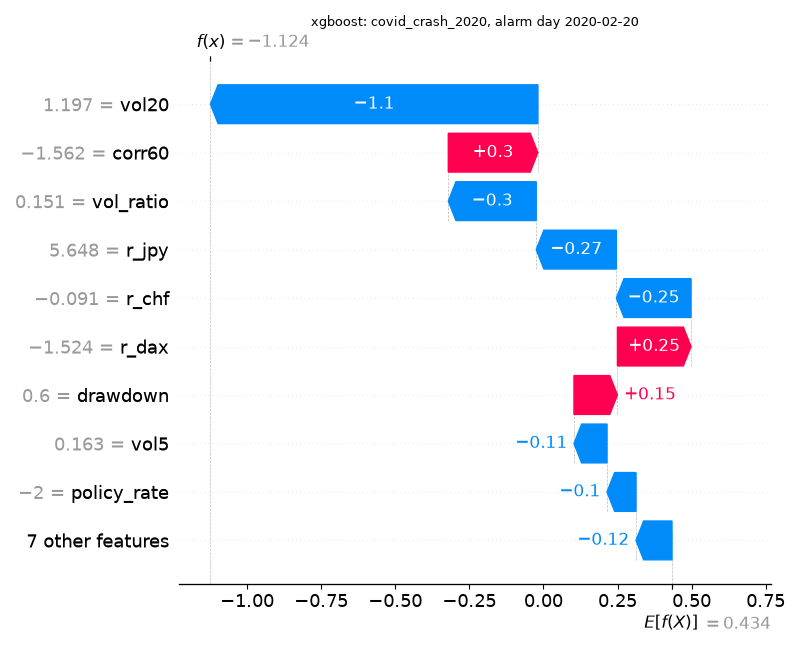 xgboost: covid_crash_2020, alarm day 2020-02-20
f(x) = −1.124
1.197 = vol20
−1.1
−1.562 = corr60
+0.3
0.151 = vol_ratio
−0.3
5.648 = r_jpy
−0.27
−0.091 = r_chf
−0.25
−1.524 = r_dax
+0.25
0.6 = drawdown
+0.15
0.163 = vol5
−0.11
−2 = policy_rate
−0.1
7 other features
−0.12
−1.00 −0.75 −0.50 −0.25 0.00 0.25 0.50 0.75
E[f(X)] = 0.434